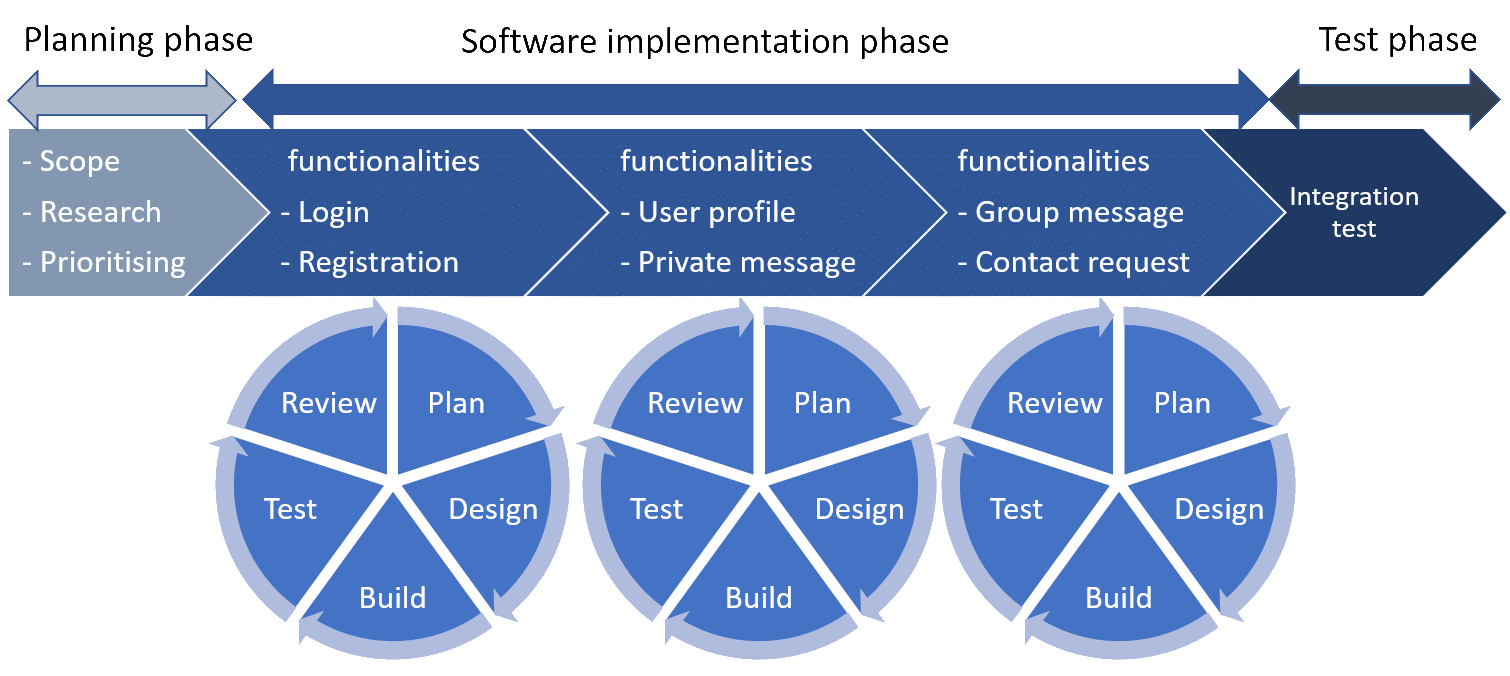 Planning phase
Software implementation phase
Test phase
- Scope
- Research
- Prioritising
functionalities
- Login
- Registration
functionalities
- User profile
- Private message
functionalities
- Group message
- Contact request
Integration
test
Review
Plan
Test
Design
Build
Review
Plan
Test
Design
Build
Review
Plan
Test
Design
Build